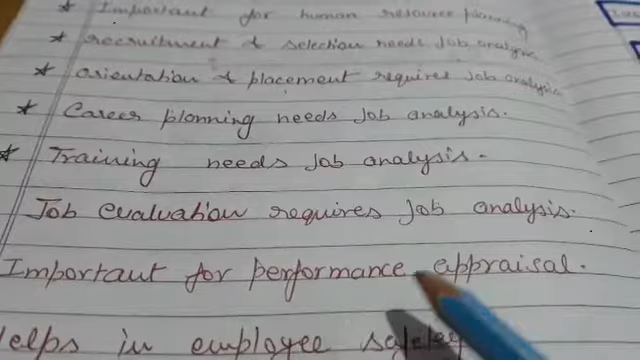 * Important for human resource planning
* recruitment & selection needs Job analysis.
* orientation & placement requires Job analysis
* Career planning needs Job analysis.
* Training needs Job analysis.
Job evaluation requires Job analysis.
Important for performance appraisal.
Helps in employee safety